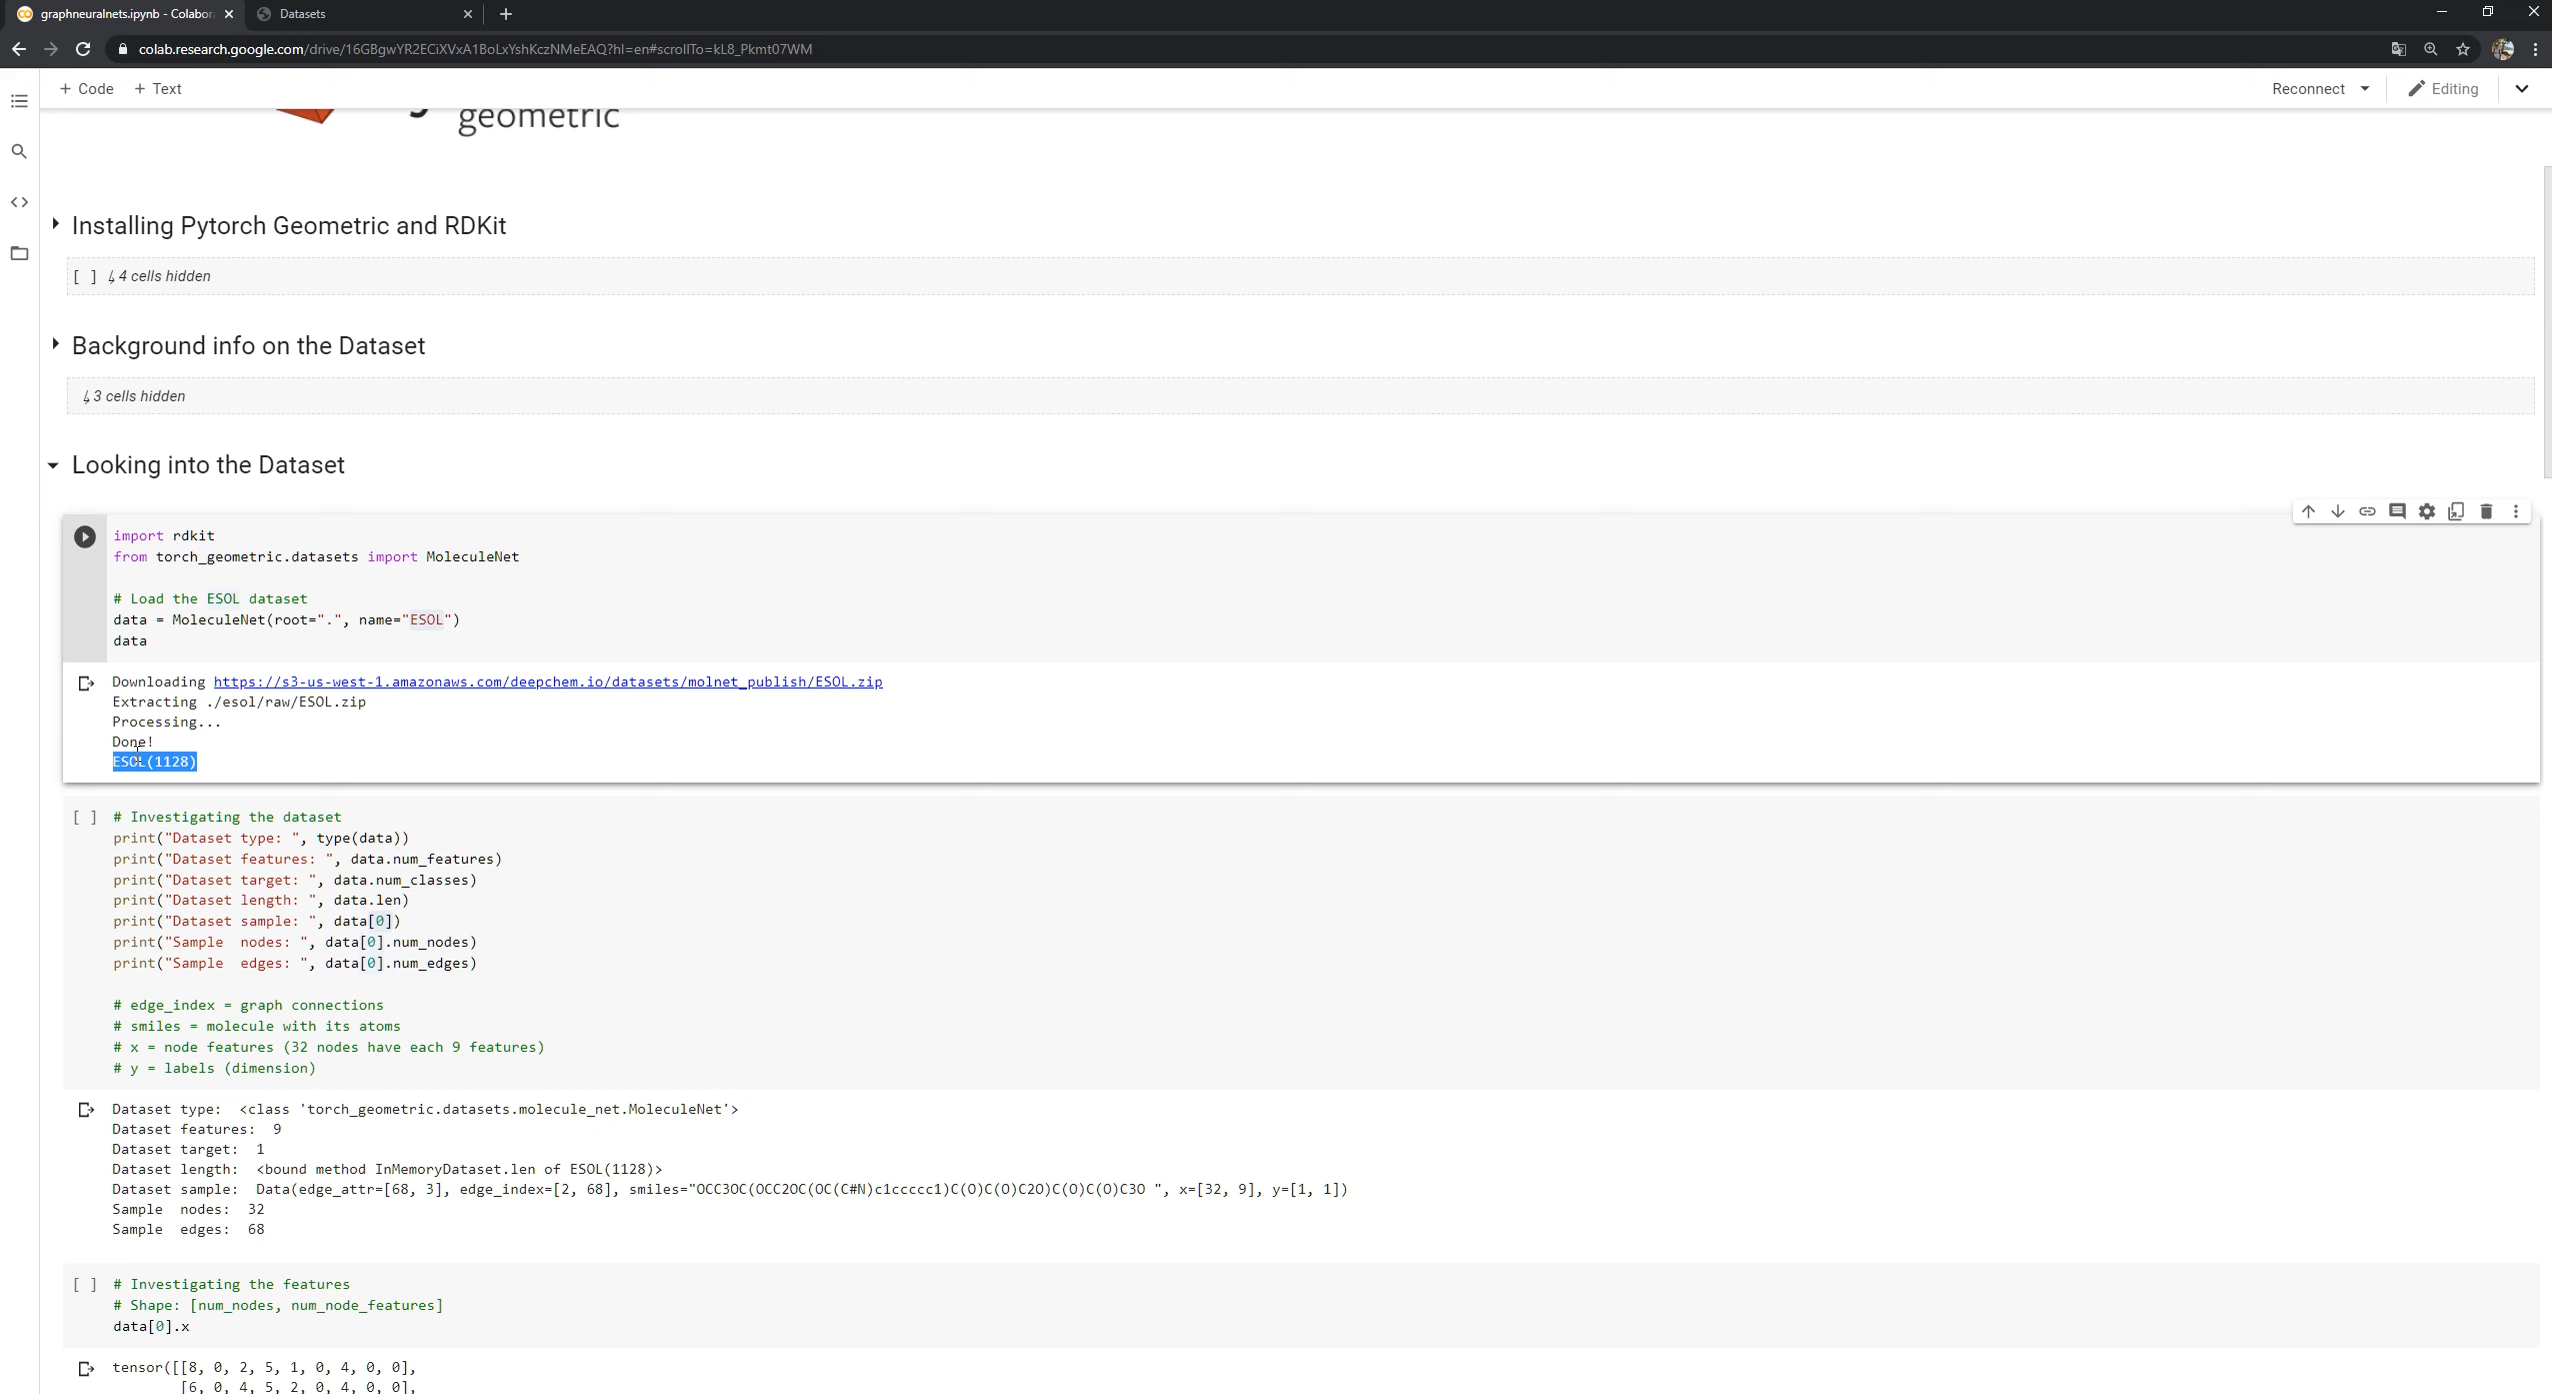 graphneuralnets.ipynb - Colabor
Datasets
colab.research.google.com/drive/16GBgwYR2ECiXVxA1BoLxYshKczNMeEAQ?hl=en#scrollTo=kL8_Pkmt07WM
+ Code + Text
Reconnect
Editing
geometric
Installing Pytorch Geometric and RDKit
[ ] ↳ 4 cells hidden
Background info on the Dataset
↳ 3 cells hidden
Looking into the Dataset
import rdkit
from torch_geometric.datasets import MoleculeNet
# Load the ESOL dataset
data = MoleculeNet(root=".", name="ESOL")
data
Downloading https://s3-us-west-1.amazonaws.com/deepchem.io/datasets/molnet_publish/ESOL.zip
Extracting ./esol/raw/ESOL.zip
Processing...
Done!
ESOL(1128)
[ ] # Investigating the dataset
print("Dataset type: ", type(data))
print("Dataset features: ", data.num_features)
print("Dataset target: ", data.num_classes)
print("Dataset length: ", data.len)
print("Dataset sample: ", data[0])
print("Sample  nodes: ", data[0].num_nodes)
print("Sample  edges: ", data[0].num_edges)
# edge_index = graph connections
# smiles = molecule with its atoms
# x = node features (32 nodes have each 9 features)
# y = labels (dimension)
Dataset type:  <class 'torch_geometric.datasets.molecule_net.MoleculeNet'>
Dataset features:  9
Dataset target:  1
Dataset length:  <bound method InMemoryDataset.len of ESOL(1128)>
Dataset sample:  Data(edge_attr=[68, 3], edge_index=[2, 68], smiles="OCC3OC(OCC2OC(OC(C#N)c1ccccc1)C(O)C(O)C2O)C(O)C(O)C3O ", x=[32, 9], y=[1, 1])
Sample  nodes:  32
Sample  edges:  68
[ ] # Investigating the features
# Shape: [num_nodes, num_node_features]
data[0].x
tensor([[8, 0, 2, 5, 1, 0, 4, 0, 0],
[6, 0, 4, 5, 2, 0, 4, 0, 0],